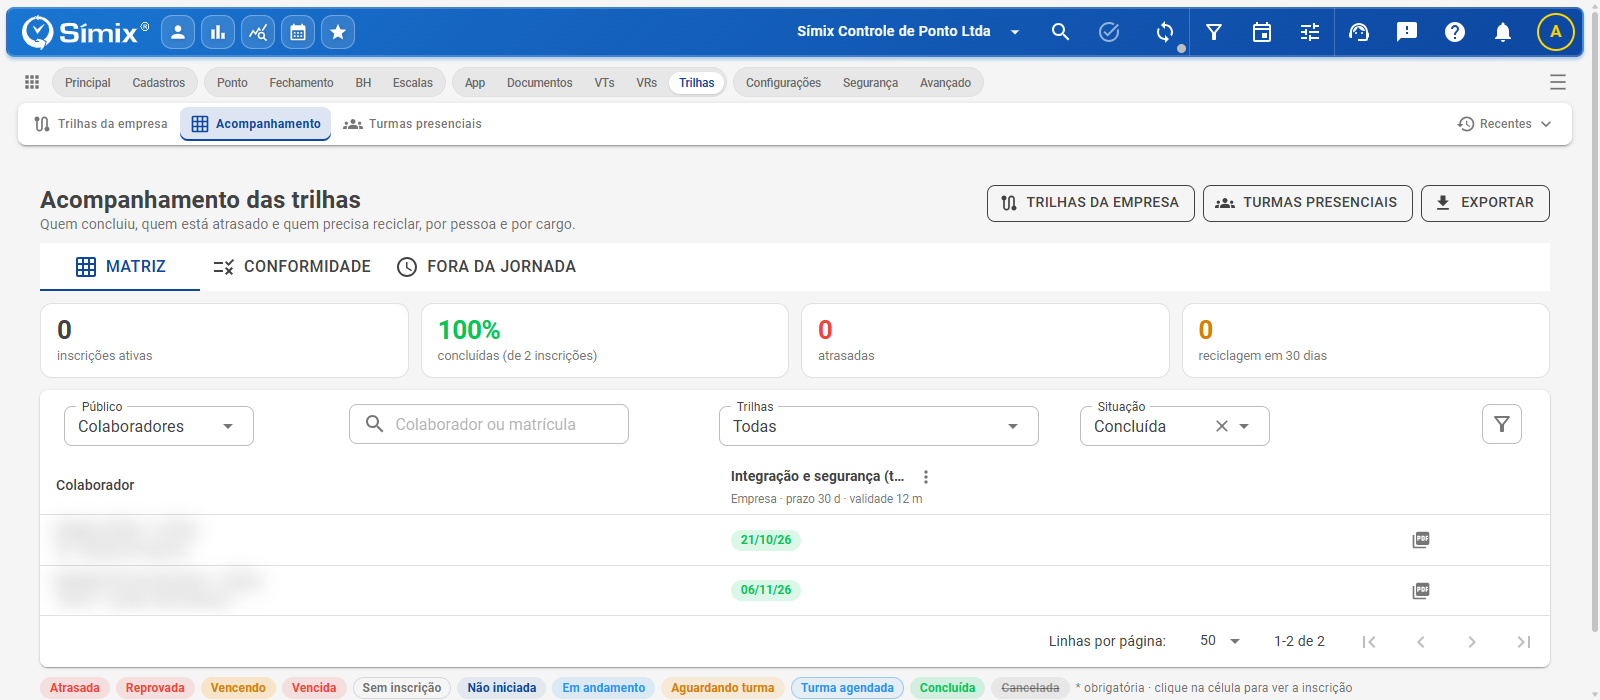 Símix®
Símix Controle de Ponto Ltda
A
Principal Cadastros Ponto Fechamento BH Escalas App Documentos VTs VRs Trilhas Configurações Segurança Avançado
Trilhas da empresa Acompanhamento Turmas presenciais Recentes
Acompanhamento das trilhas
Quem concluiu, quem está atrasado e quem precisa reciclar, por pessoa e por cargo.
TRILHAS DA EMPRESA TURMAS PRESENCIAIS EXPORTAR
MATRIZ CONFORMIDADE FORA DA JORNADA
0
inscrições ativas
100%
concluídas (de 2 inscrições)
0
atrasadas
0
reciclagem em 30 dias
Público
Colaboradores
Colaborador ou matrícula
Trilhas
Todas
Situação
Concluída
Colaborador
Integração e segurança (t...
Empresa · prazo 30 d · validade 12 m
21/10/26
PDF
06/11/26
PDF
Linhas por página: 50 1-2 de 2
Atrasada Reprovada Vencendo Vencida Sem inscrição Não iniciada Em andamento Aguardando turma Turma agendada Concluída Cancelada * obrigatória · clique na célula para ver a inscrição